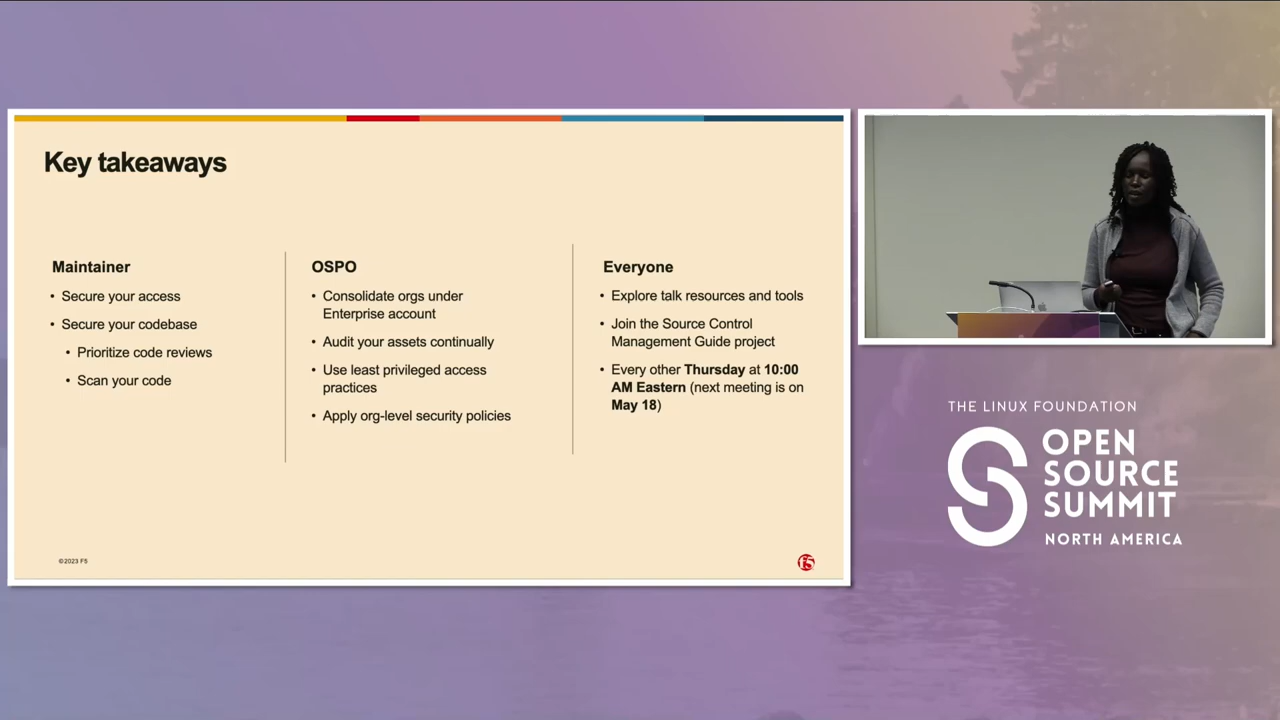 Key takeaways
Maintainer
• Secure your access
• Secure your codebase
• Prioritize code reviews
• Scan your code
OSPO
• Consolidate orgs under
Enterprise account
• Audit your assets continually
• Use least privileged access
practices
• Apply org-level security policies
Everyone
• Explore talk resources and tools
• Join the Source Control
Management Guide project
• Every other Thursday at 10:00
AM Eastern (next meeting is on
May 18)
©2023 F5
F5
THE LINUX FOUNDATION
OPEN
SOURCE
SUMMIT
NORTH AMERICA